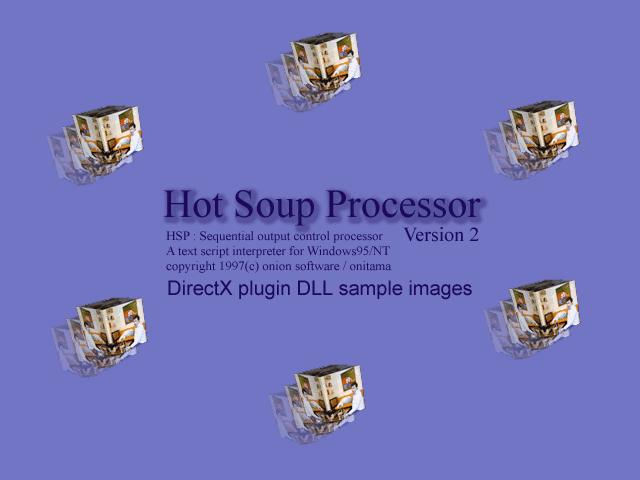 Hot Soup Processor
HSP : Sequential output control processor
Version 2
A text script interpreter for Windows95/NT
copyright 1997(c) onion software / onitama
DirectX plugin DLL sample images